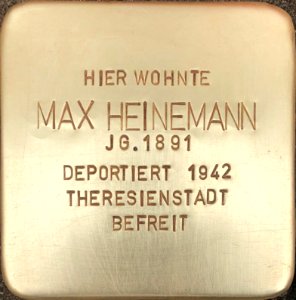 HIER WOHNTE
MAX HEINEMANN
JG. 1891
DEPORTIERT 1942
THERESIENSTADT
BEFREIT